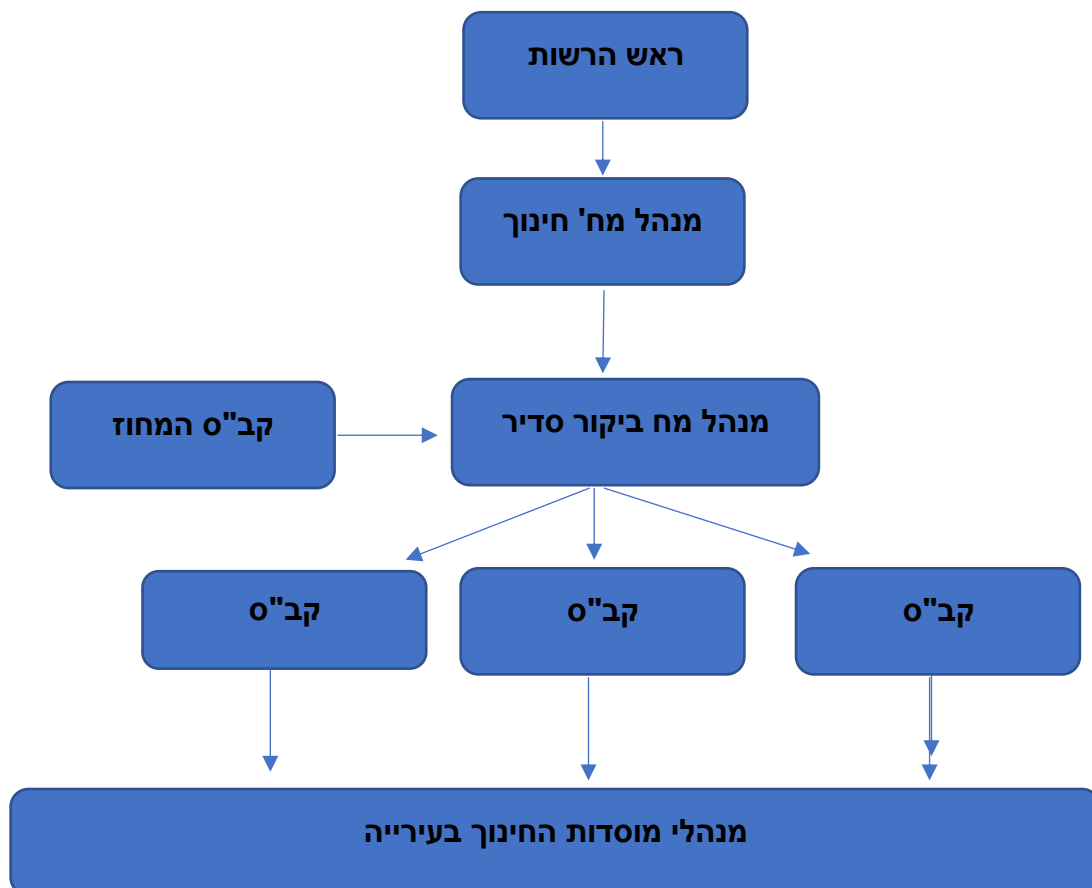 ראש הרשות
מנהל מח' חינוך
מנהל מח ביקור סדיר
קב"ס המחוז
קב"ס
קב"ס
קב"ס
מנהלי מוסדות החינוך בעירייה